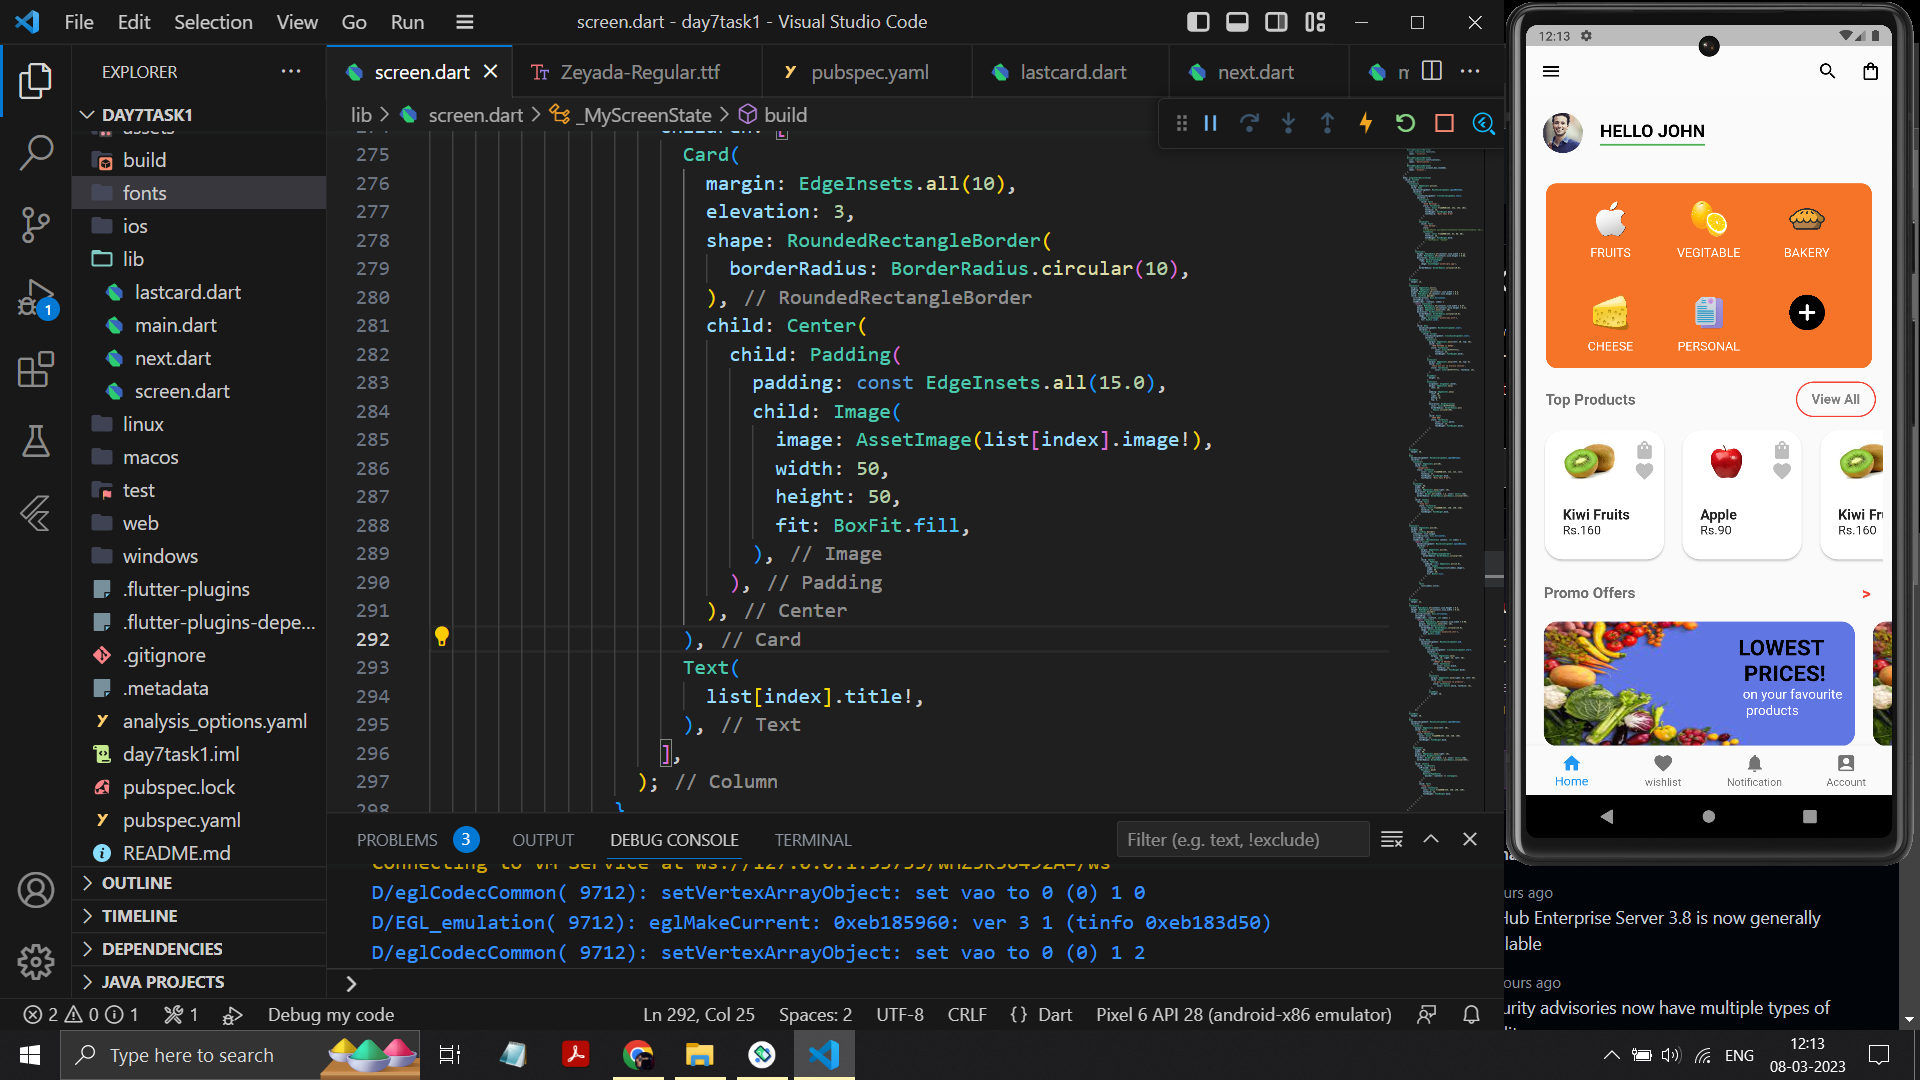 File Edit Selection View Go Run
screen.dart - day7task1 - Visual Studio Code
EXPLORER
DAY7TASK1
assets
build
fonts
ios
lib
lastcard.dart
main.dart
next.dart
screen.dart
linux
macos
test
web
windows
.flutter-plugins
.flutter-plugins-depe...
.gitignore
.metadata
analysis_options.yaml
day7task1.iml
pubspec.lock
pubspec.yaml
README.md
OUTLINE
TIMELINE
DEPENDENCIES
JAVA PROJECTS
1
screen.dart Zeyada-Regular.ttf pubspec.yaml lastcard.dart next.dart
lib > screen.dart > _MyScreenState > build
274 children: [
275 Card(
276 margin: EdgeInsets.all(10),
277 elevation: 3,
278 shape: RoundedRectangleBorder(
279 borderRadius: BorderRadius.circular(10),
280 ), // RoundedRectangleBorder
281 child: Center(
282 child: Padding(
283 padding: const EdgeInsets.all(15.0),
284 child: Image(
285 image: AssetImage(list[index].image!),
286 width: 50,
287 height: 50,
288 fit: BoxFit.fill,
289 ), // Image
290 ), // Padding
291 ), // Center
292 ), // Card
293 Text(
294 list[index].title!,
295 ), // Text
296 ],
297 ); // Column
298 }
PROBLEMS 3 OUTPUT DEBUG CONSOLE TERMINAL
Filter (e.g. text, !exclude)
D/eglCodecCommon( 9712): setVertexArrayObject: set vao to 0 (0) 1 0
D/EGL_emulation( 9712): eglMakeCurrent: 0xeb185960: ver 3 1 (tinfo 0xeb183d50)
D/eglCodecCommon( 9712): setVertexArrayObject: set vao to 0 (0) 1 2
>
2 0 1 1 Debug my code
Ln 292, Col 25 Spaces: 2 UTF-8 CRLF {} Dart Pixel 6 API 28 (android-x86 emulator)
Type here to search
ENG
12:13
08-03-2023
12:13
HELLO JOHN
FRUITS VEGITABLE BAKERY
CHEESE PERSONAL
Top Products View All
Kiwi Fruits
Rs.160
Apple
Rs.90
Kiwi Fru
Rs.160
Promo Offers >
LOWEST
PRICES!
on your favourite
products
Home wishlist Notification Account
urs ago
Hub Enterprise Server 3.8 is now generally
lable
ours ago
urity advisories now have multiple types of